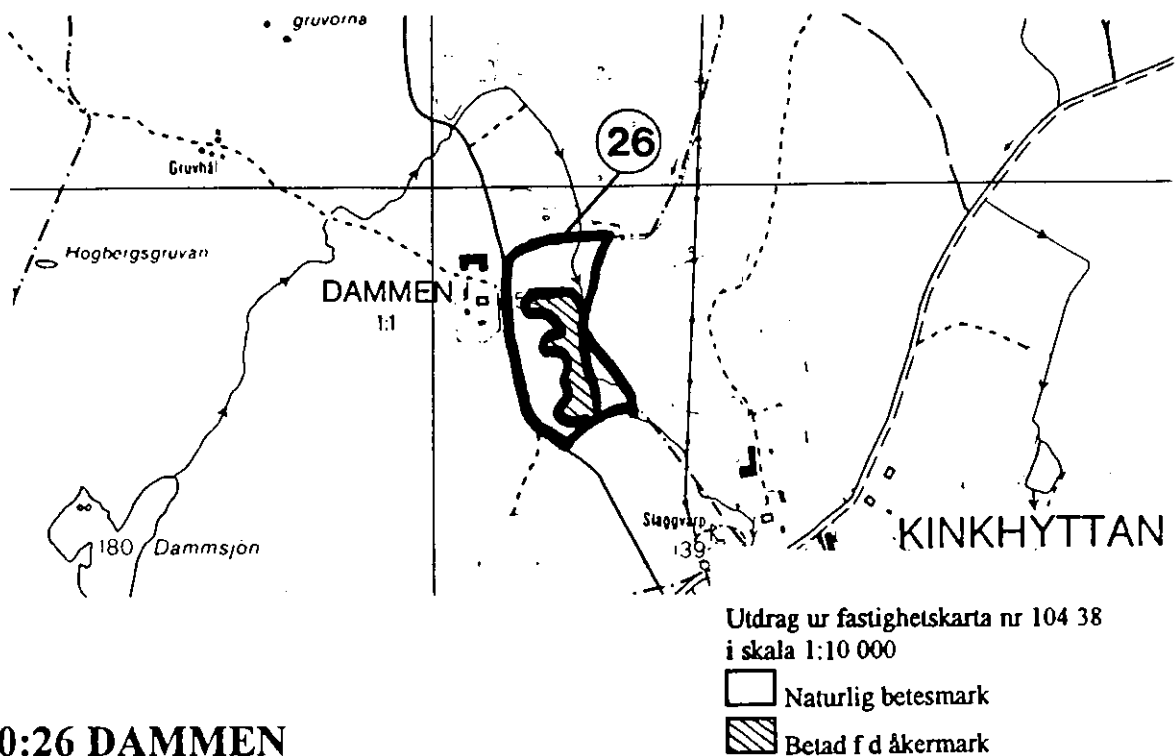 gruvorna
26
Gruvhål
Hogbergsgruvan
DAMMEN
1:1
Slaggvarp
139
180 Dammsjön
KINKHYTTAN
Utdrag ur fastighetskarta nr 104 38
i skala 1:10 000
Naturlig betesmark
Betad f d åkermark
0:26 DAMMEN